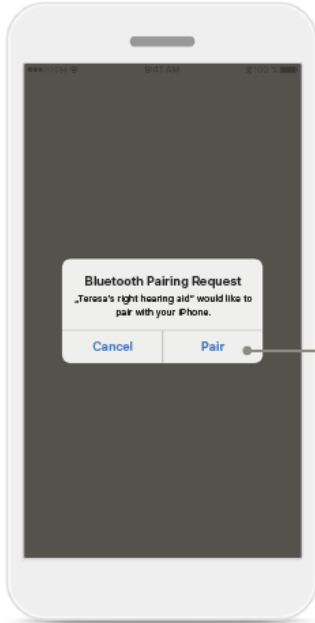 9:41 AM
100 %
Bluetooth Pairing Request
„Teresa's right hearing aid“ would like to
pair with your iPhone.
Cancel Pair